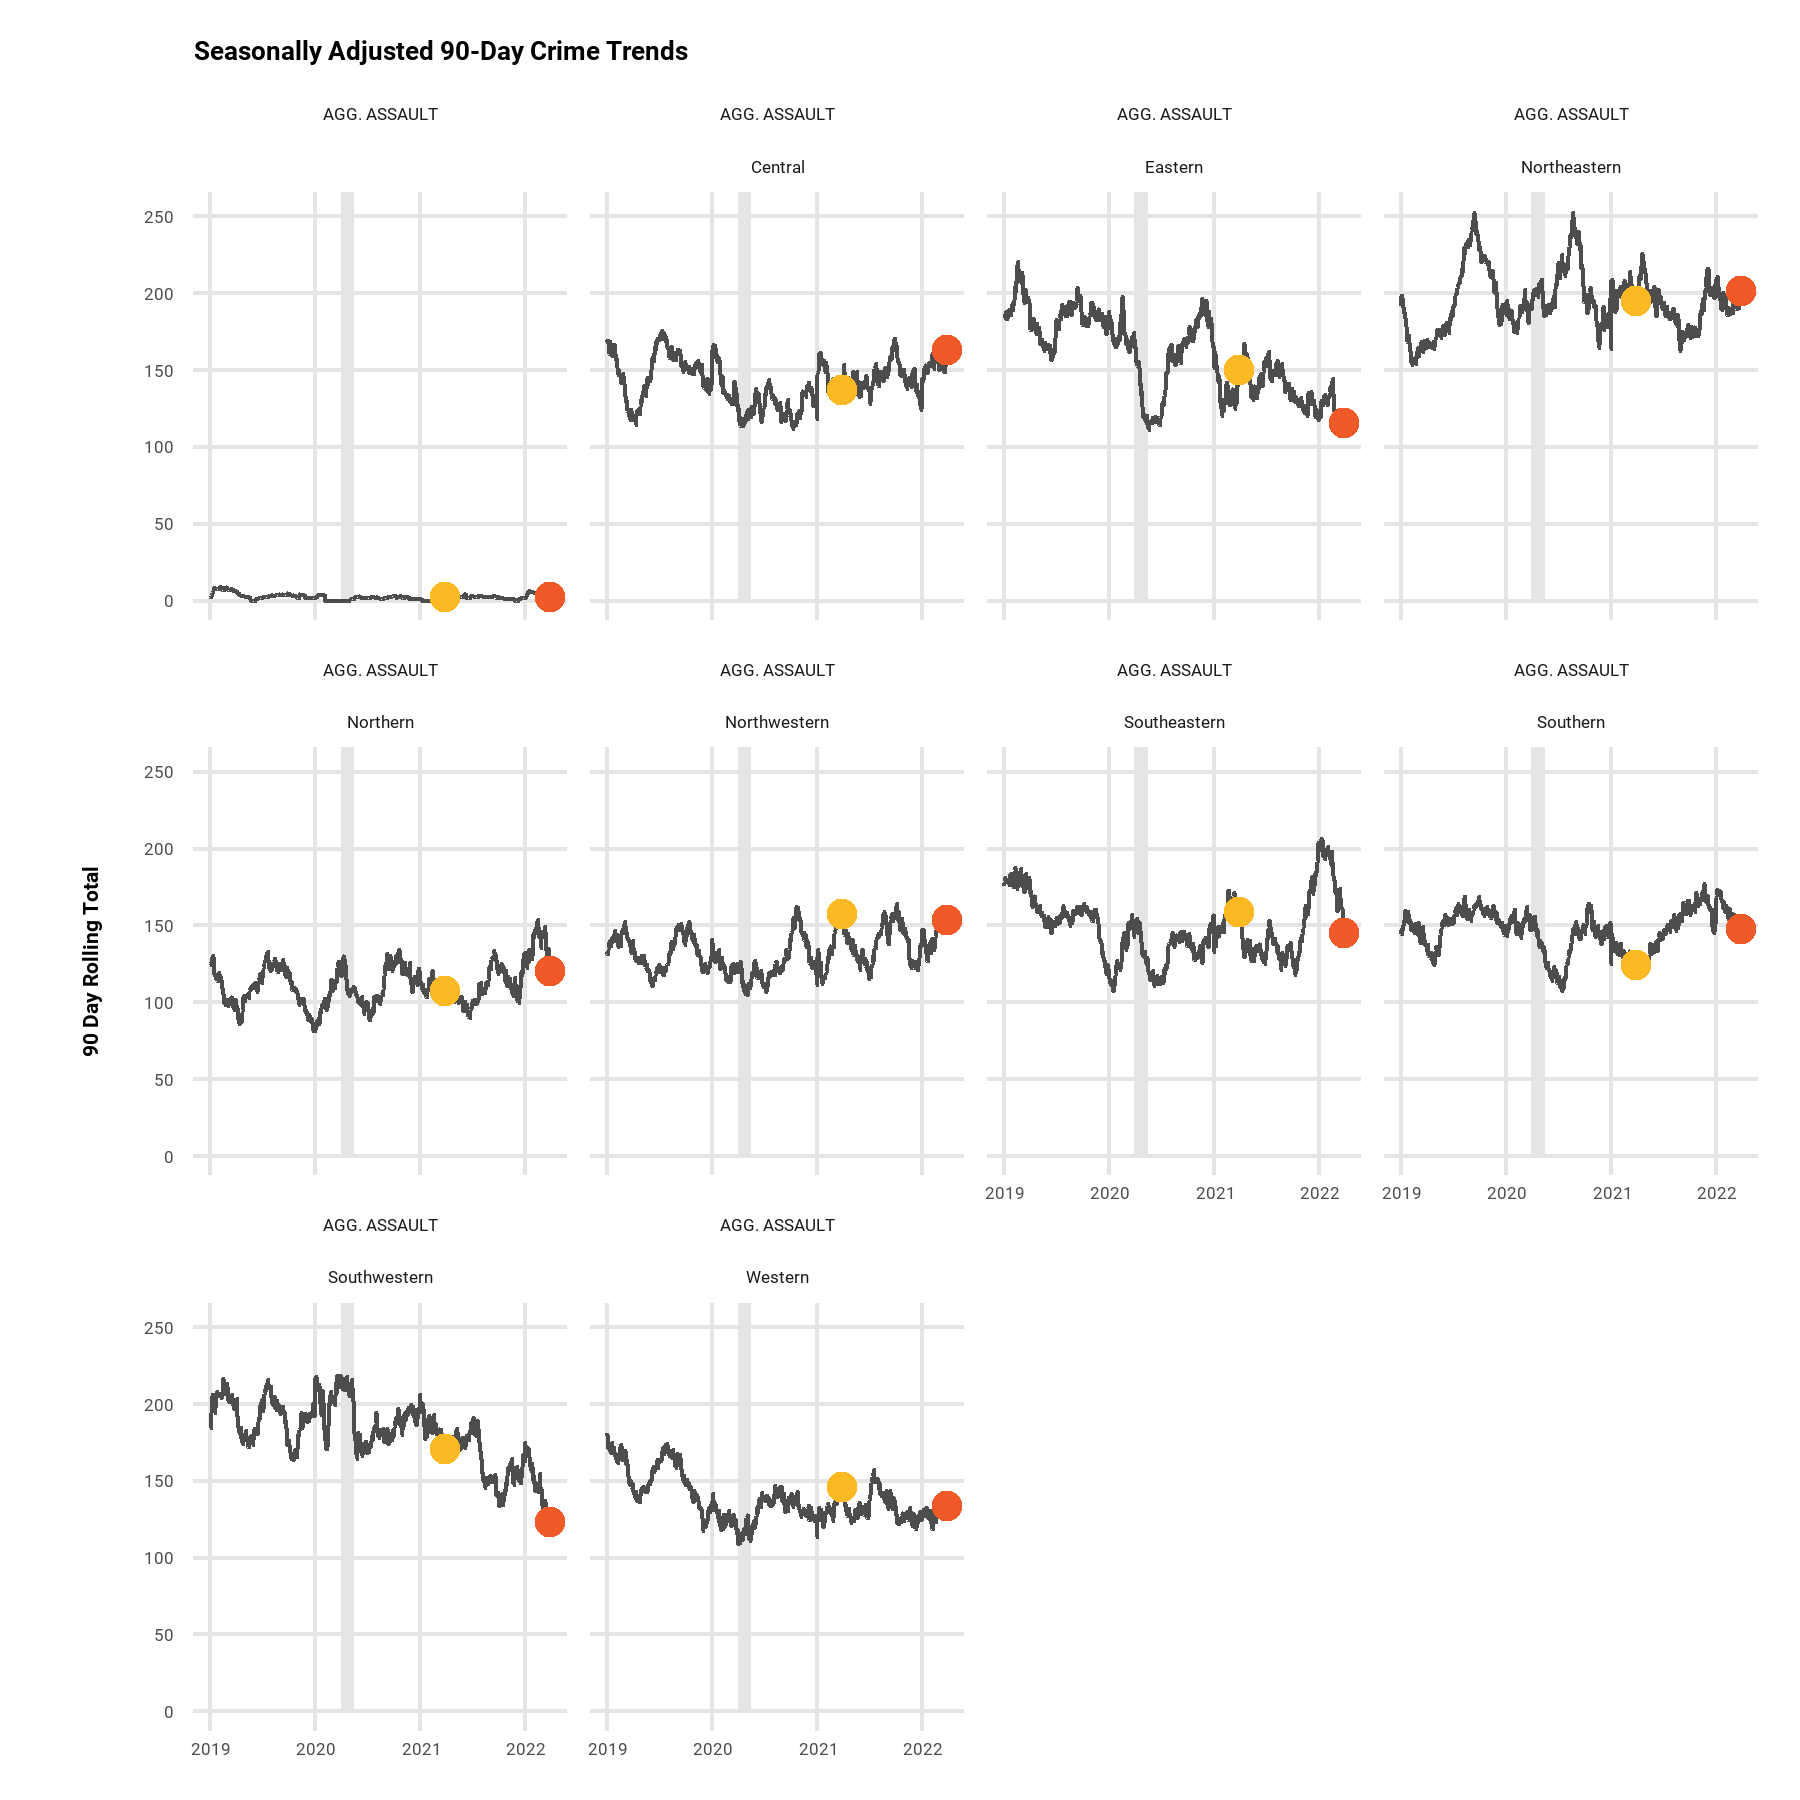 Seasonally Adjusted 90-Day Crime Trends
AGG. ASSAULT
AGG. ASSAULT
AGG. ASSAULT
AGG. ASSAULT
Central
Eastern
Northeastern
250
200
150
100
50
0
AGG. ASSAULT
AGG. ASSAULT
AGG. ASSAULT
AGG. ASSAULT
Northern
Northwestern
Southeastern
Southern
90 Day Rolling Total
250
200
150
100
50
0
2019 2020 2021 2022
2019 2020 2021 2022
AGG. ASSAULT
AGG. ASSAULT
Southwestern
Western
250
200
150
100
50
0
2019 2020 2021 2022
2019 2020 2021 2022